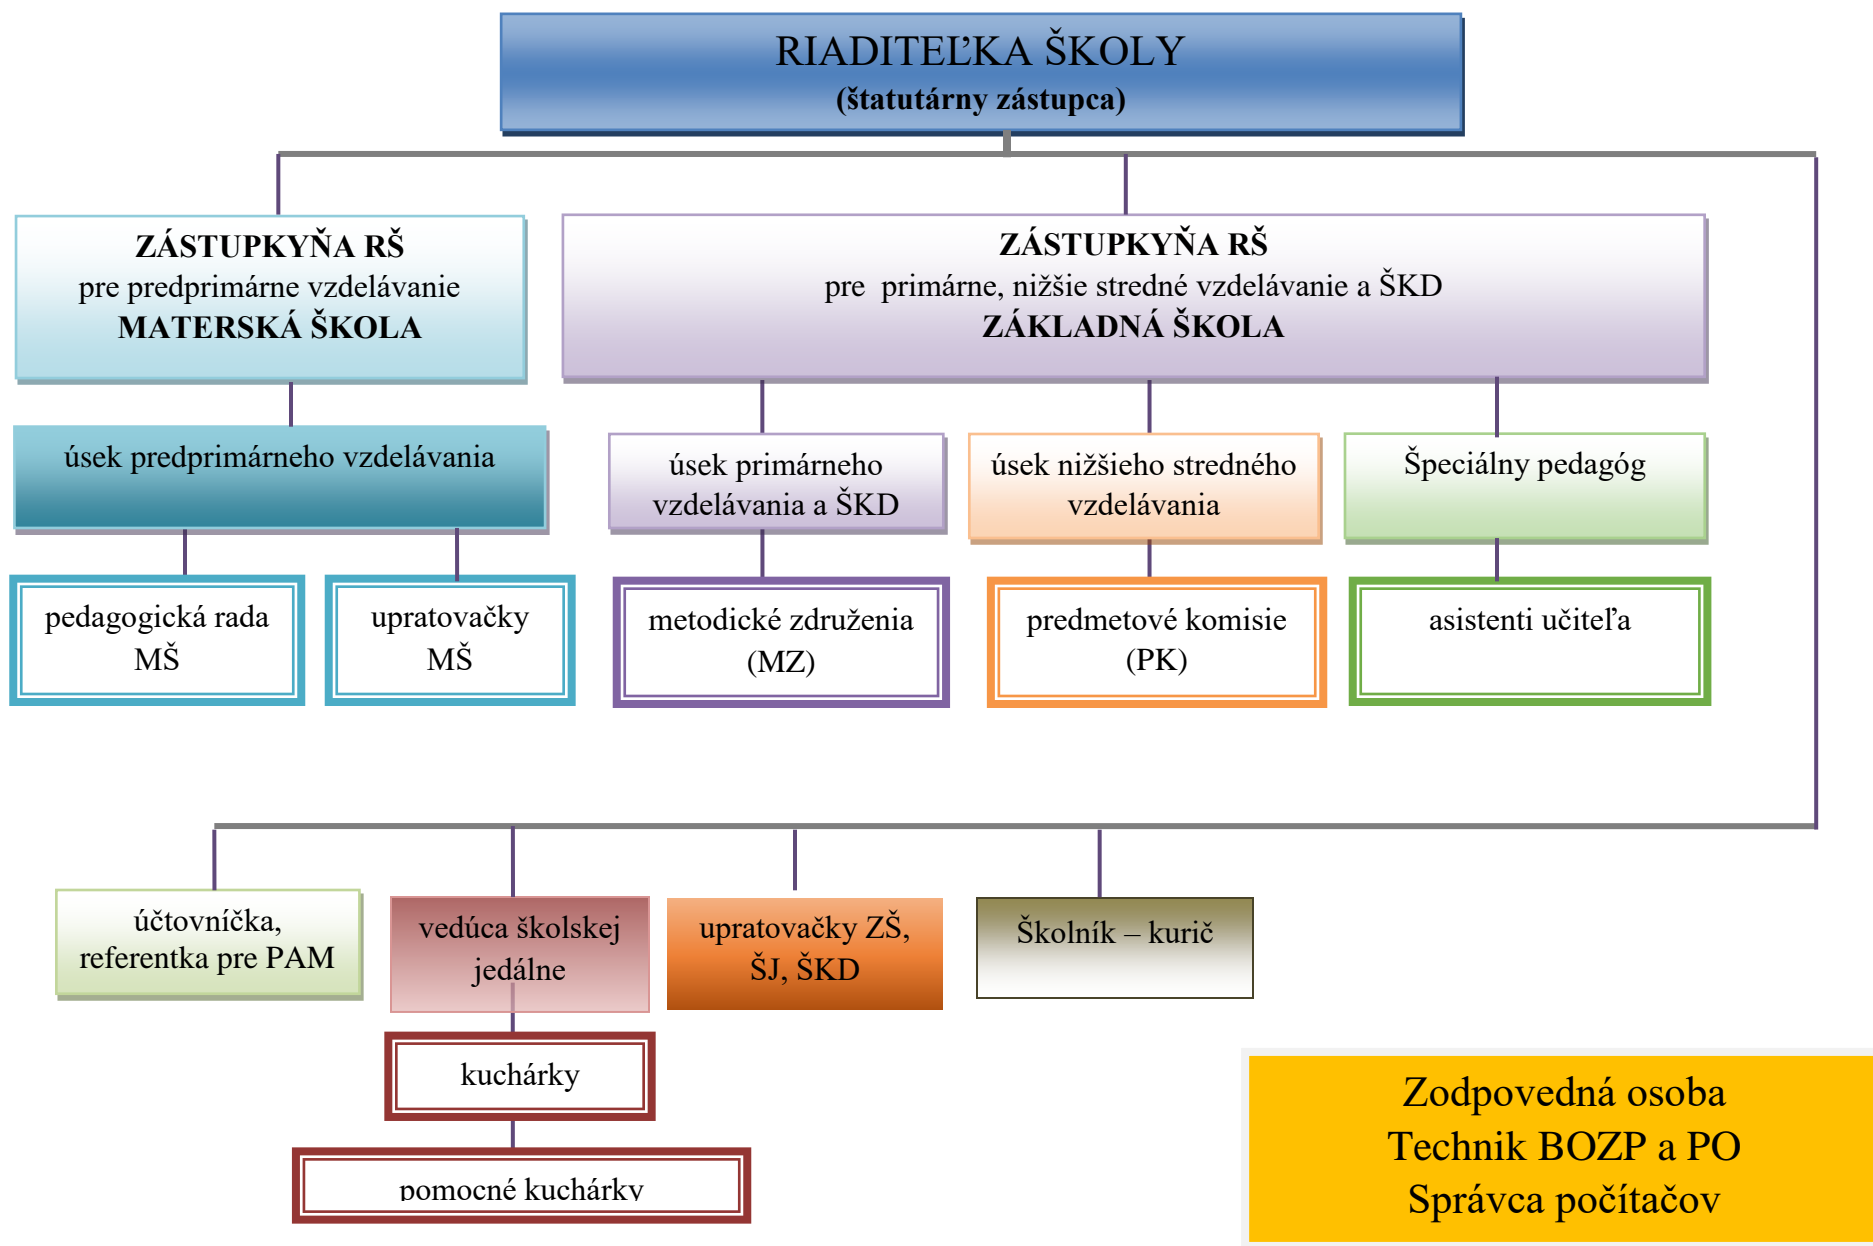 RIADITEĽKA ŠKOLY
(štatutárny zástupca)
ZÁSTUPKYŇA RŠ
pre predprimárne vzdelávanie
MATERSKÁ ŠKOLA
ZÁSTUPKYŇA RŠ
pre primárne, nižšie stredné vzdelávanie a ŠKD
ZÁKLADNÁ ŠKOLA
úsek predprimárneho vzdelávania
úsek primárneho
vzdelávania a ŠKD
úsek nižšieho stredného
vzdelávania
Špeciálny pedagóg
pedagogická rada
MŠ
upratovačky
MŠ
metodické združenia
(MZ)
predmetové komisie
(PK)
asistenti učiteľa
účtovníčka,
referentka pre PAM
vedúca školskej
jedálne
upratovačky ZŠ,
ŠJ, ŠKD
Školník – kurič
kuchárky
pomocné kuchárky
Zodpovedná osoba
Technik BOZP a PO
Správca počítačov